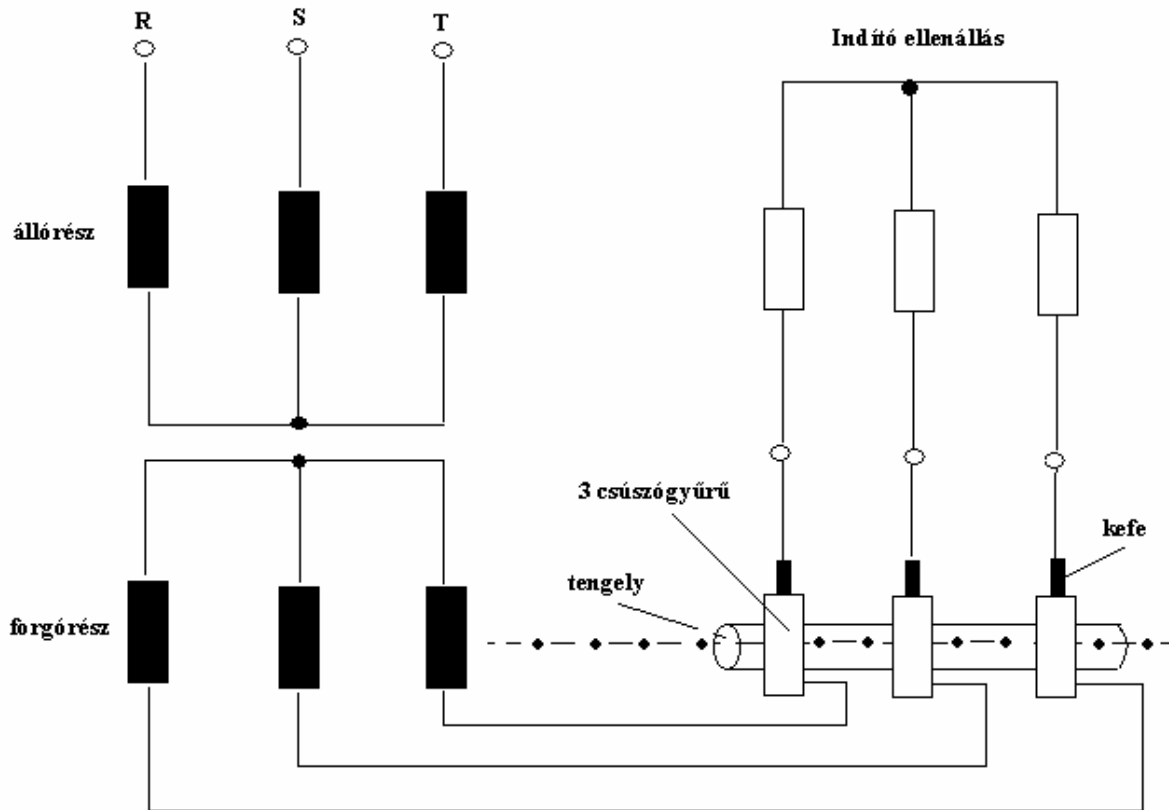 R
S
T
Indító ellenállás
állórész
3 csúszógyűrű
kefe
tengely
forgórész